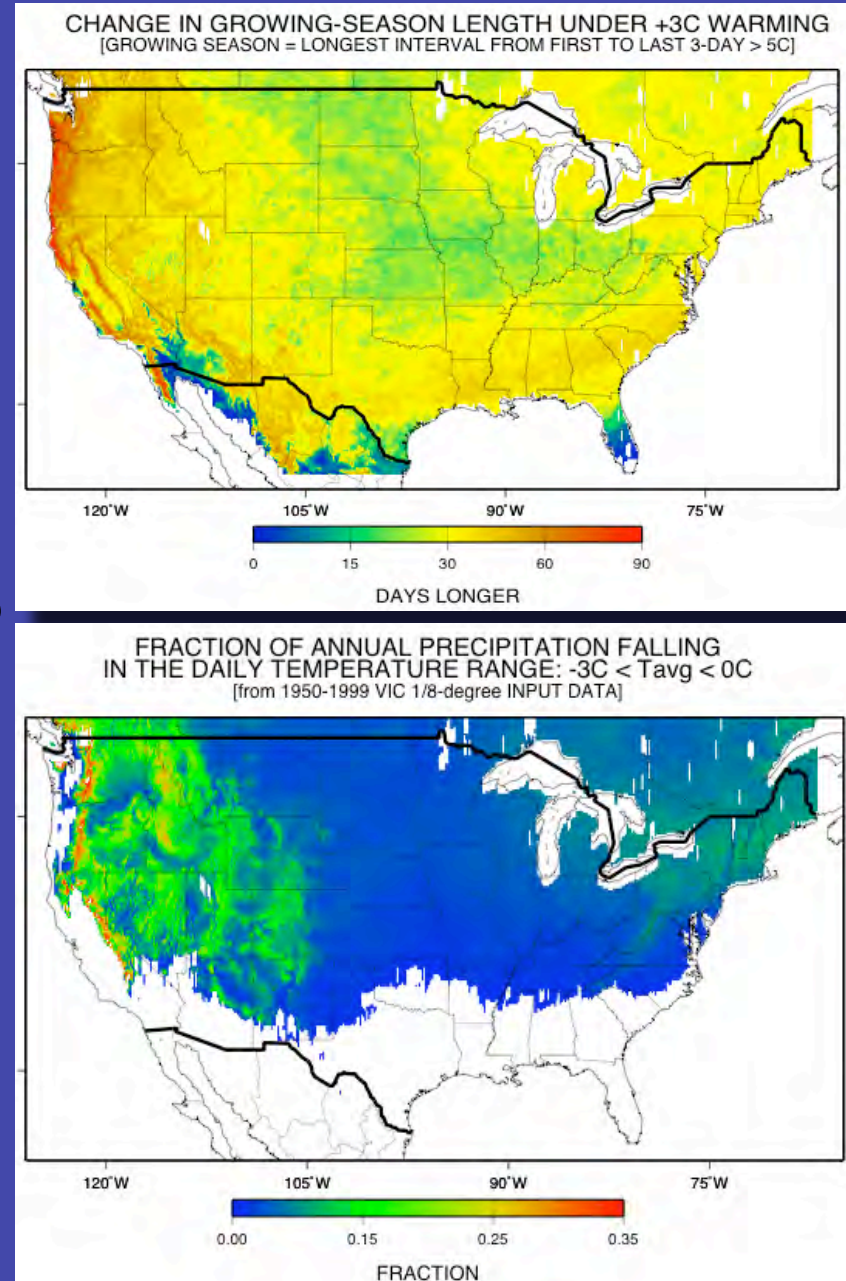 CHANGE IN GROWING-SEASON LENGTH UNDER +3C WARMING
[GROWING SEASON = LONGEST INTERVAL FROM FIRST TO LAST 3-DAY > 5C]
120°W 105°W 90°W 75°W
0 15 30 60 90
DAYS LONGER
FRACTION OF ANNUAL PRECIPITATION FALLING
IN THE DAILY TEMPERATURE RANGE: -3C < Tavg < 0C
[from 1950-1999 VIC 1/8-degree INPUT DATA]
120°W 105°W 90°W 75°W
0.00 0.15 0.25 0.35
FRACTION